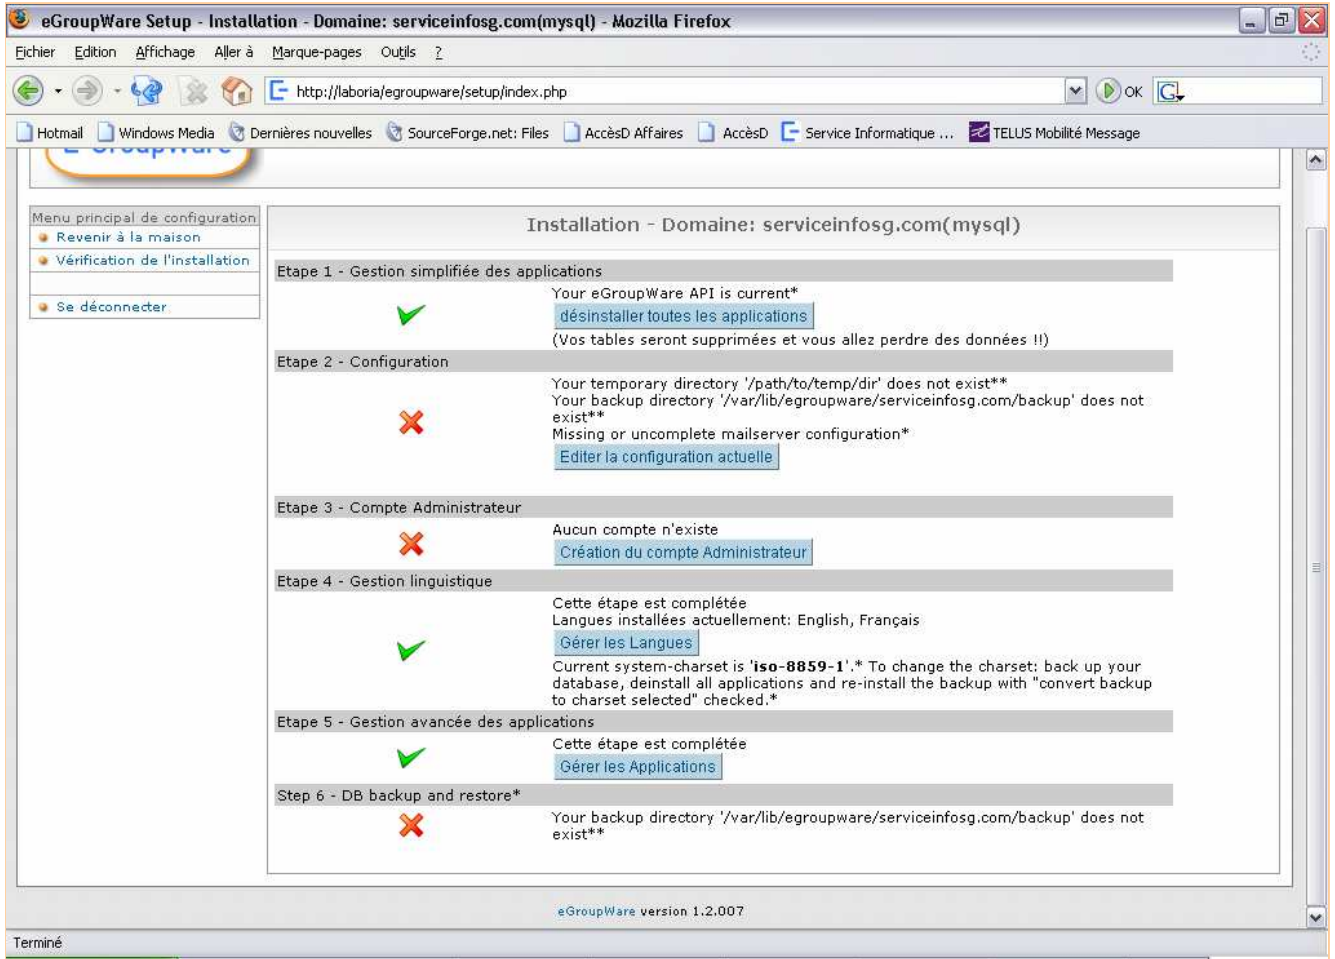 eGroupWare Setup - Installation - Domaine: serviceinfosg.com(mysql) - Mozilla Firefox
Fichier Edition Affichage Aller à Marque-pages Outils ?
http://laboria/egroupware/setup/index.php OK G
Hotmail Windows Media Dernières nouvelles SourceForge.net: Files AccèsD Affaires AccèsD Service Informatique ... TELUS Mobilité Message
E-GroupWare
Menu principal de configuration
Revenir à la maison
Vérification de l'installation
Se déconnecter
Installation - Domaine: serviceinfosg.com(mysql)
Etape 1 - Gestion simplifiée des applications
Your eGroupWare API is current*
désinstaller toutes les applications
(Vos tables seront supprimées et vous allez perdre des données !!)
Etape 2 - Configuration
Your temporary directory '/path/to/temp/dir' does not exist**
Your backup directory '/var/lib/egroupware/serviceinfosg.com/backup' does not
exist**
Missing or uncomplete mailserver configuration*
Editer la configuration actuelle
Etape 3 - Compte Administrateur
Aucun compte n'existe
Création du compte Administrateur
Etape 4 - Gestion linguistique
Cette étape est complétée
Langues installées actuellement: English, Français
Gérer les Langues
Current system-charset is 'iso-8859-1'.* To change the charset: back up your
database, deinstall all applications and re-install the backup with "convert backup
to charset selected" checked.*
Etape 5 - Gestion avancée des applications
Cette étape est complétée
Gérer les Applications
Step 6 - DB backup and restore*
Your backup directory '/var/lib/egroupware/serviceinfosg.com/backup' does not
exist**
eGroupWare version 1.2.007
Terminé